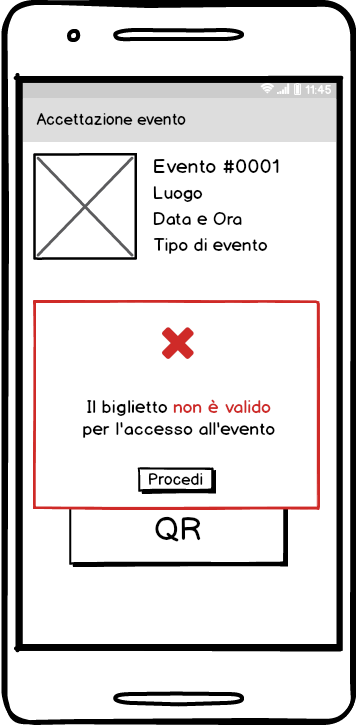 11:45
Accettazione evento
Evento #0001
Luogo
Data e Ora
Tipo di evento
Il biglietto non è valido
per l'accesso all'evento
Procedi
QR